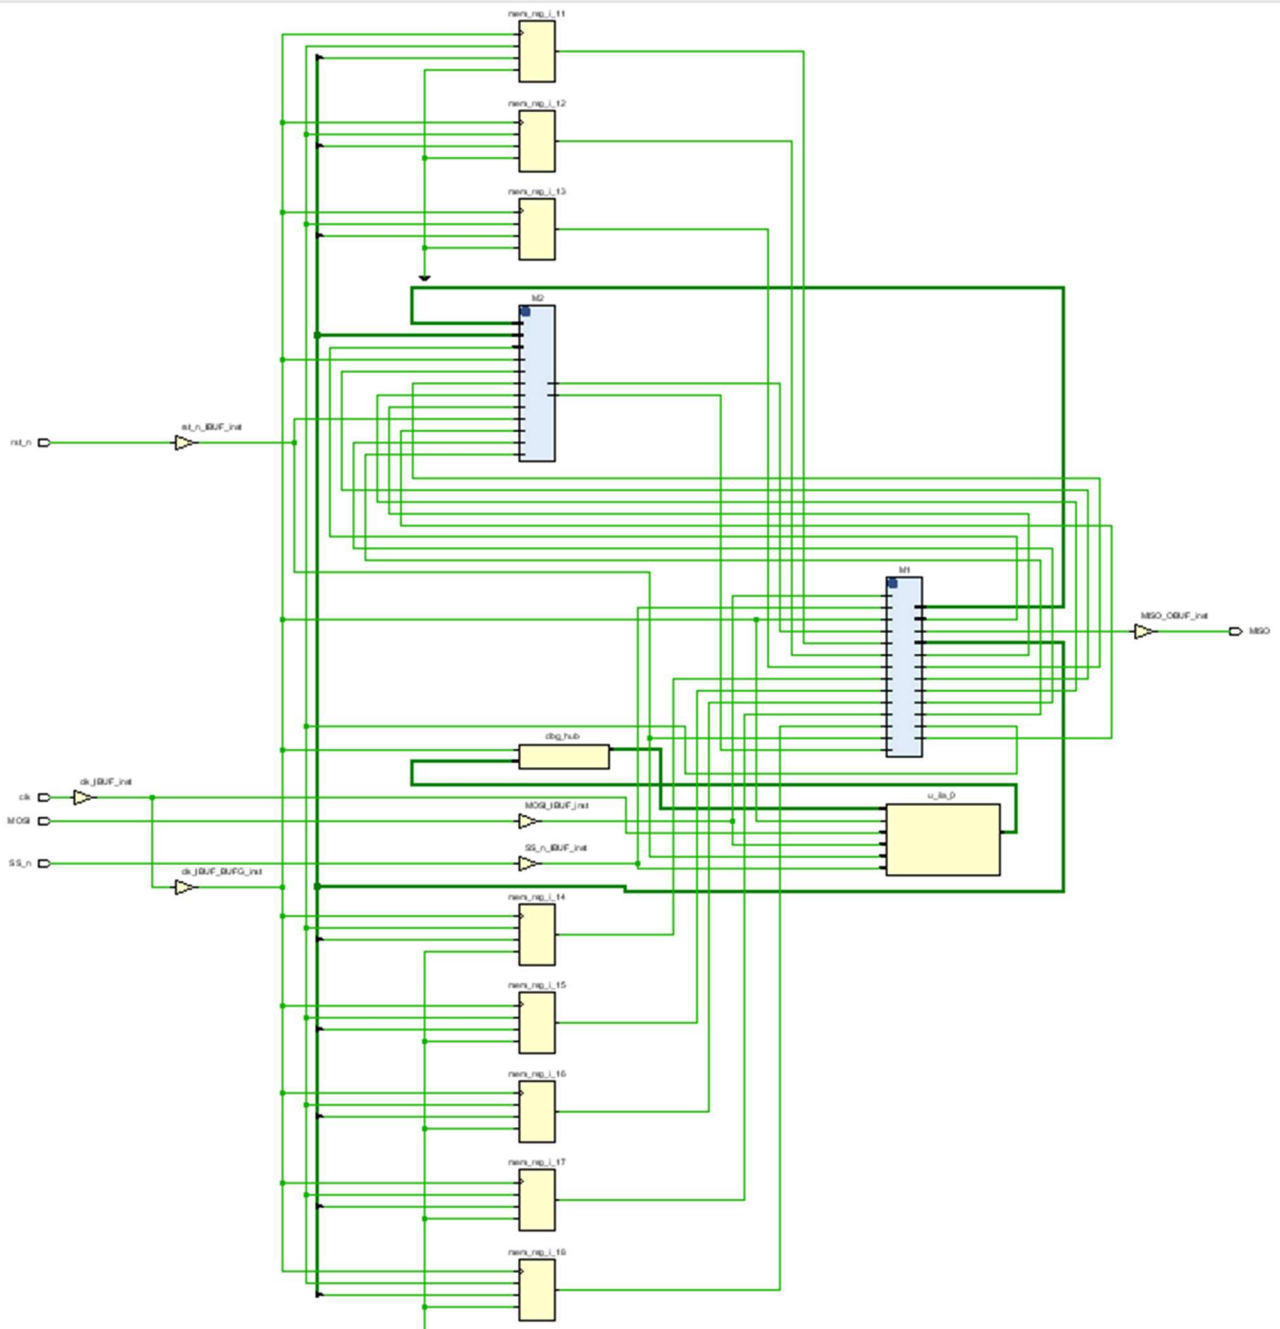 mem_reg_i_11
mem_reg_i_12
mem_reg_i_13
M2
rst_n
rst_n_IBUF_inst
M1
MISO_OBUF_inst
MISO
dbg_hub
clk
clk_IBUF_inst
u_ila_0
MOSI
MOSI_IBUF_inst
SS_n
SS_n_IBUF_inst
clk_IBUF_BUFG_inst
mem_reg_i_14
mem_reg_i_15
mem_reg_i_16
mem_reg_i_17
mem_reg_i_18